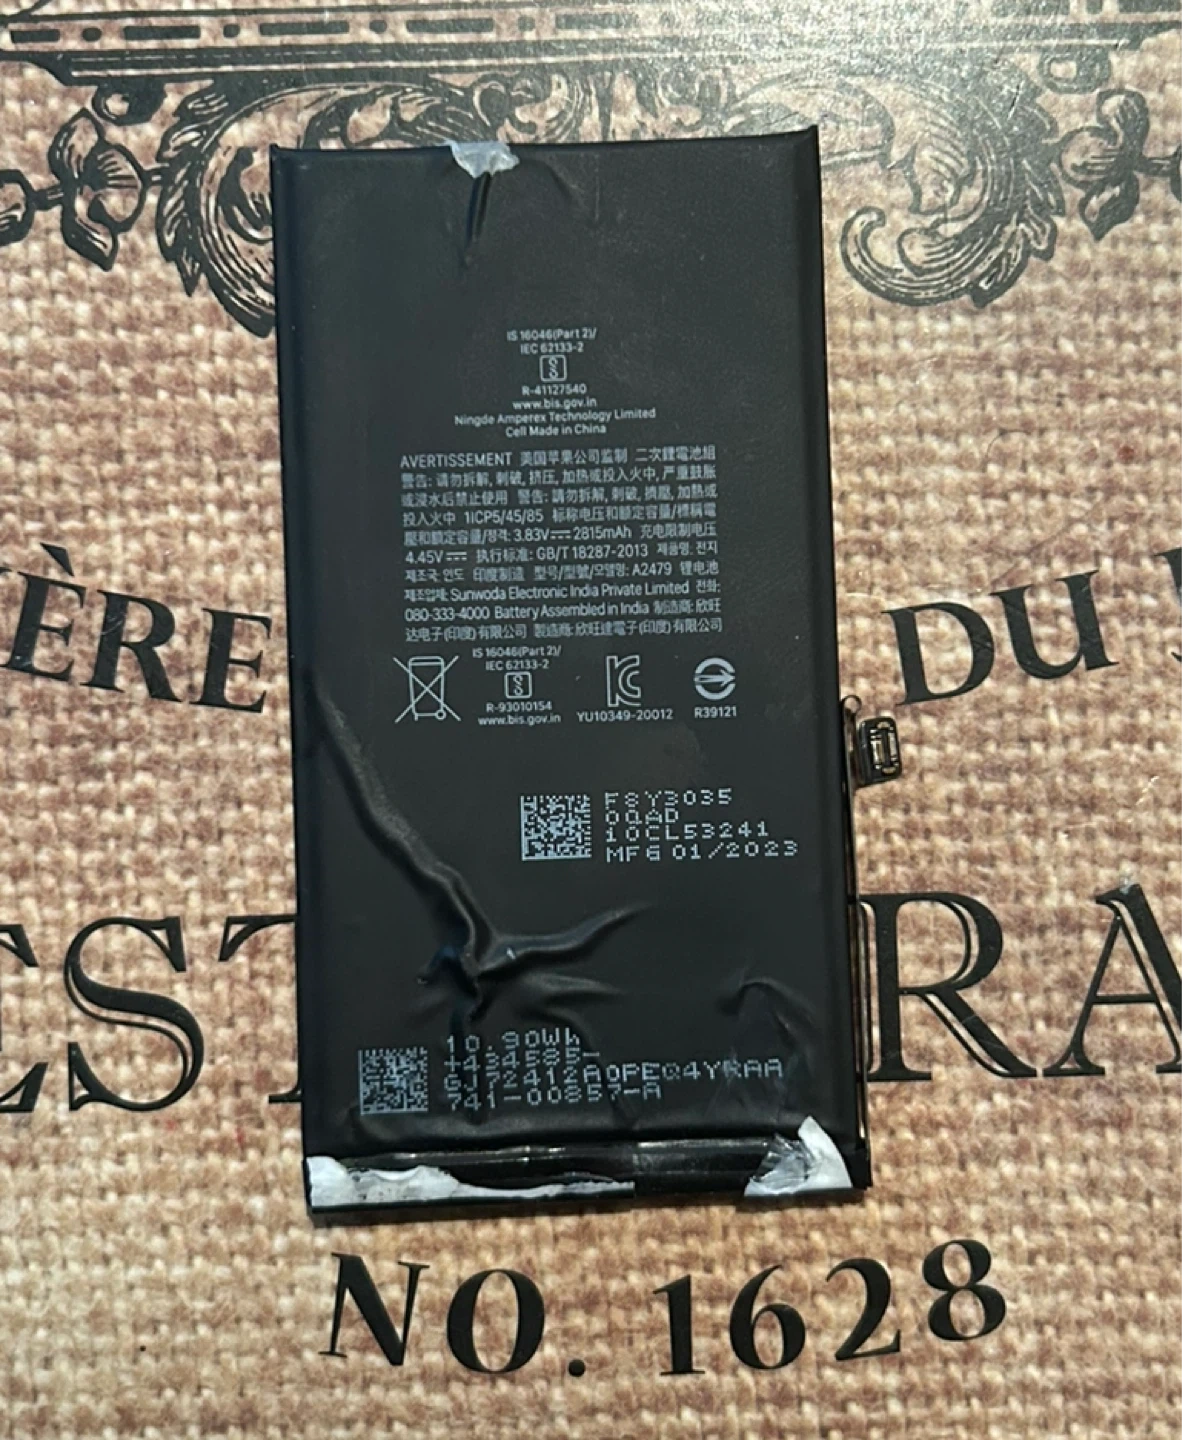 IS 16046(Part 2)/
IEC 62133-2
R-41127540
www.bis.gov.in
Ningde Amperex Technology Limited
Cell Made in China
AVERTISSEMENT 美国苹果公司监制 二次鋰電池組
警告: 请勿拆解, 刺破, 挤压, 加热或投入火中, 严重鼓胀
或浸水后禁止使用 警告: 請勿拆解, 刺破, 擠壓, 加熱或
投入火中 1ICP5/45/85 标称电压和额定容量/標稱電
壓和額定容量/정격: 3.83V⎓2815mAh 充电限制电压
4.45V⎓ 执行标准: GB/T 18287-2013 제품명: 전지
제조국: 인도 印度制造 型号/型號/모델명: A2479 锂电池
제조업체: Sunwoda Electronic India Private Limited 전화:
080-333-4000 Battery Assembled in India 制造商: 欣旺
达电子(印度)有限公司 製造商: 欣旺達電子(印度)有限公司
IS 16046(Part 2)/
IEC 62133-2
R-93010154
www.bis.gov.in
YU10349-20012
R39121
F8Y3035
0QAD
10CL53241
MFG 01/2023
10.90Wh
741-00857-A
ÈRE
DU
EST
RA
NO. 1628